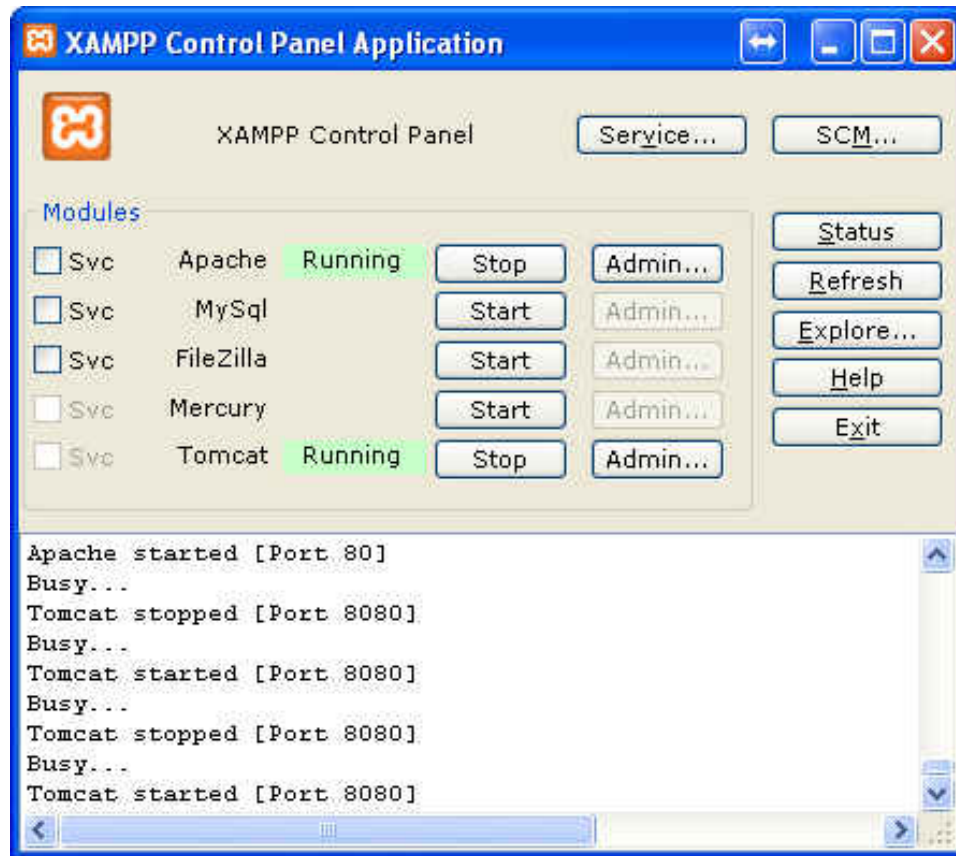 XAMPP Control Panel Application
XAMPP Control Panel Service... SCM...
Modules
Svc Apache Running Stop Admin...
Svc MySql Start Admin...
Svc FileZilla Start Admin...
Svc Mercury Start Admin...
Svc Tomcat Running Stop Admin...
Status
Refresh
Explore...
Help
Exit
Apache started [Port 80]
Busy...
Tomcat stopped [Port 8080]
Busy...
Tomcat started [Port 8080]
Busy...
Tomcat stopped [Port 8080]
Busy...
Tomcat started [Port 8080]